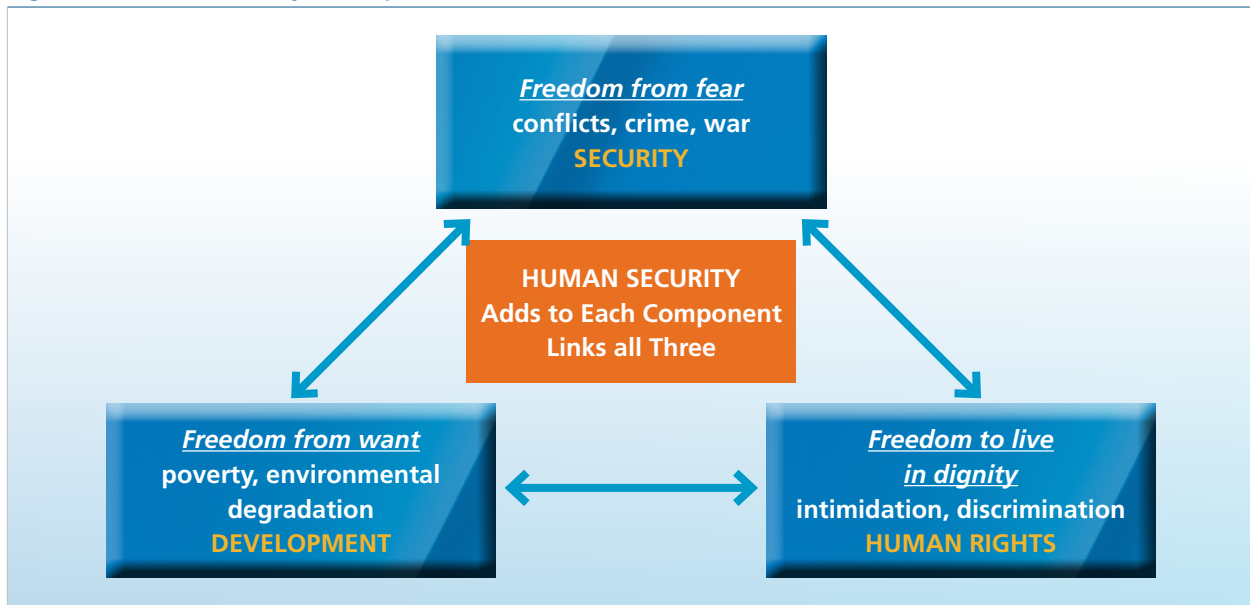 Freedom from fear
conflicts, crime, war
SECURITY
HUMAN SECURITY
Adds to Each Component
Links all Three
Freedom from want
poverty, environmental
degradation
DEVELOPMENT
Freedom to live
in dignity
intimidation, discrimination
HUMAN RIGHTS